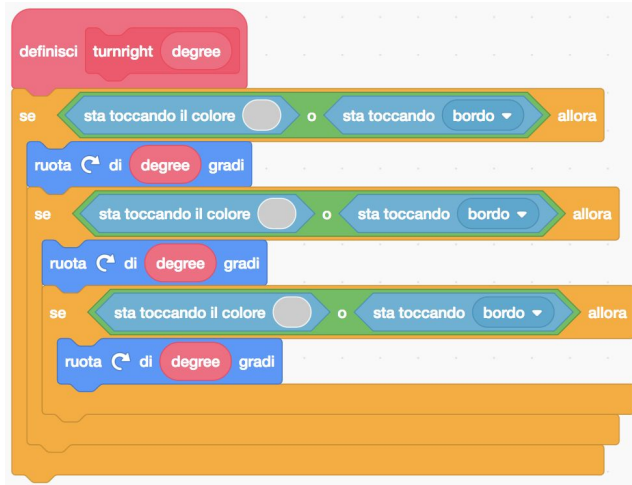 definisci turnright degree
se sta toccando il colore o sta toccando bordo allora
ruota di degree gradi
se sta toccando il colore o sta toccando bordo allora
ruota di degree gradi
se sta toccando il colore o sta toccando bordo allora
ruota di degree gradi